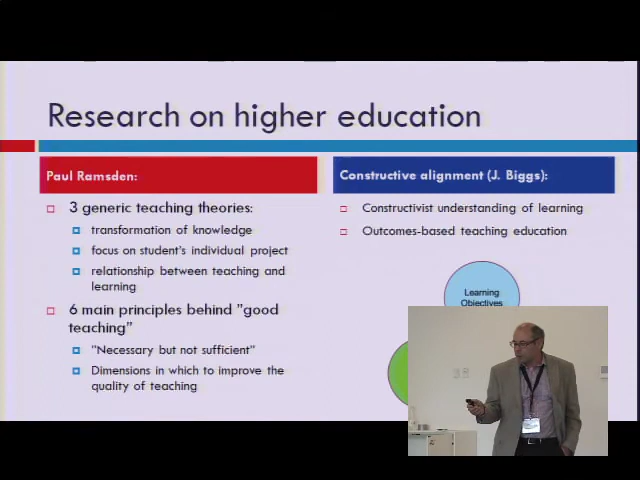 Research on higher education
Paul Ramsden:
3 generic teaching theories:
transformation of knowledge
focus on student's individual project
relationship between teaching and
learning
6 main principles behind "good
teaching"
"Necessary but not sufficient"
Dimensions in which to improve the
quality of teaching
Constructive alignment (J. Biggs):
Constructivist understanding of learning
Outcomes-based teaching education
Learning
Objectives